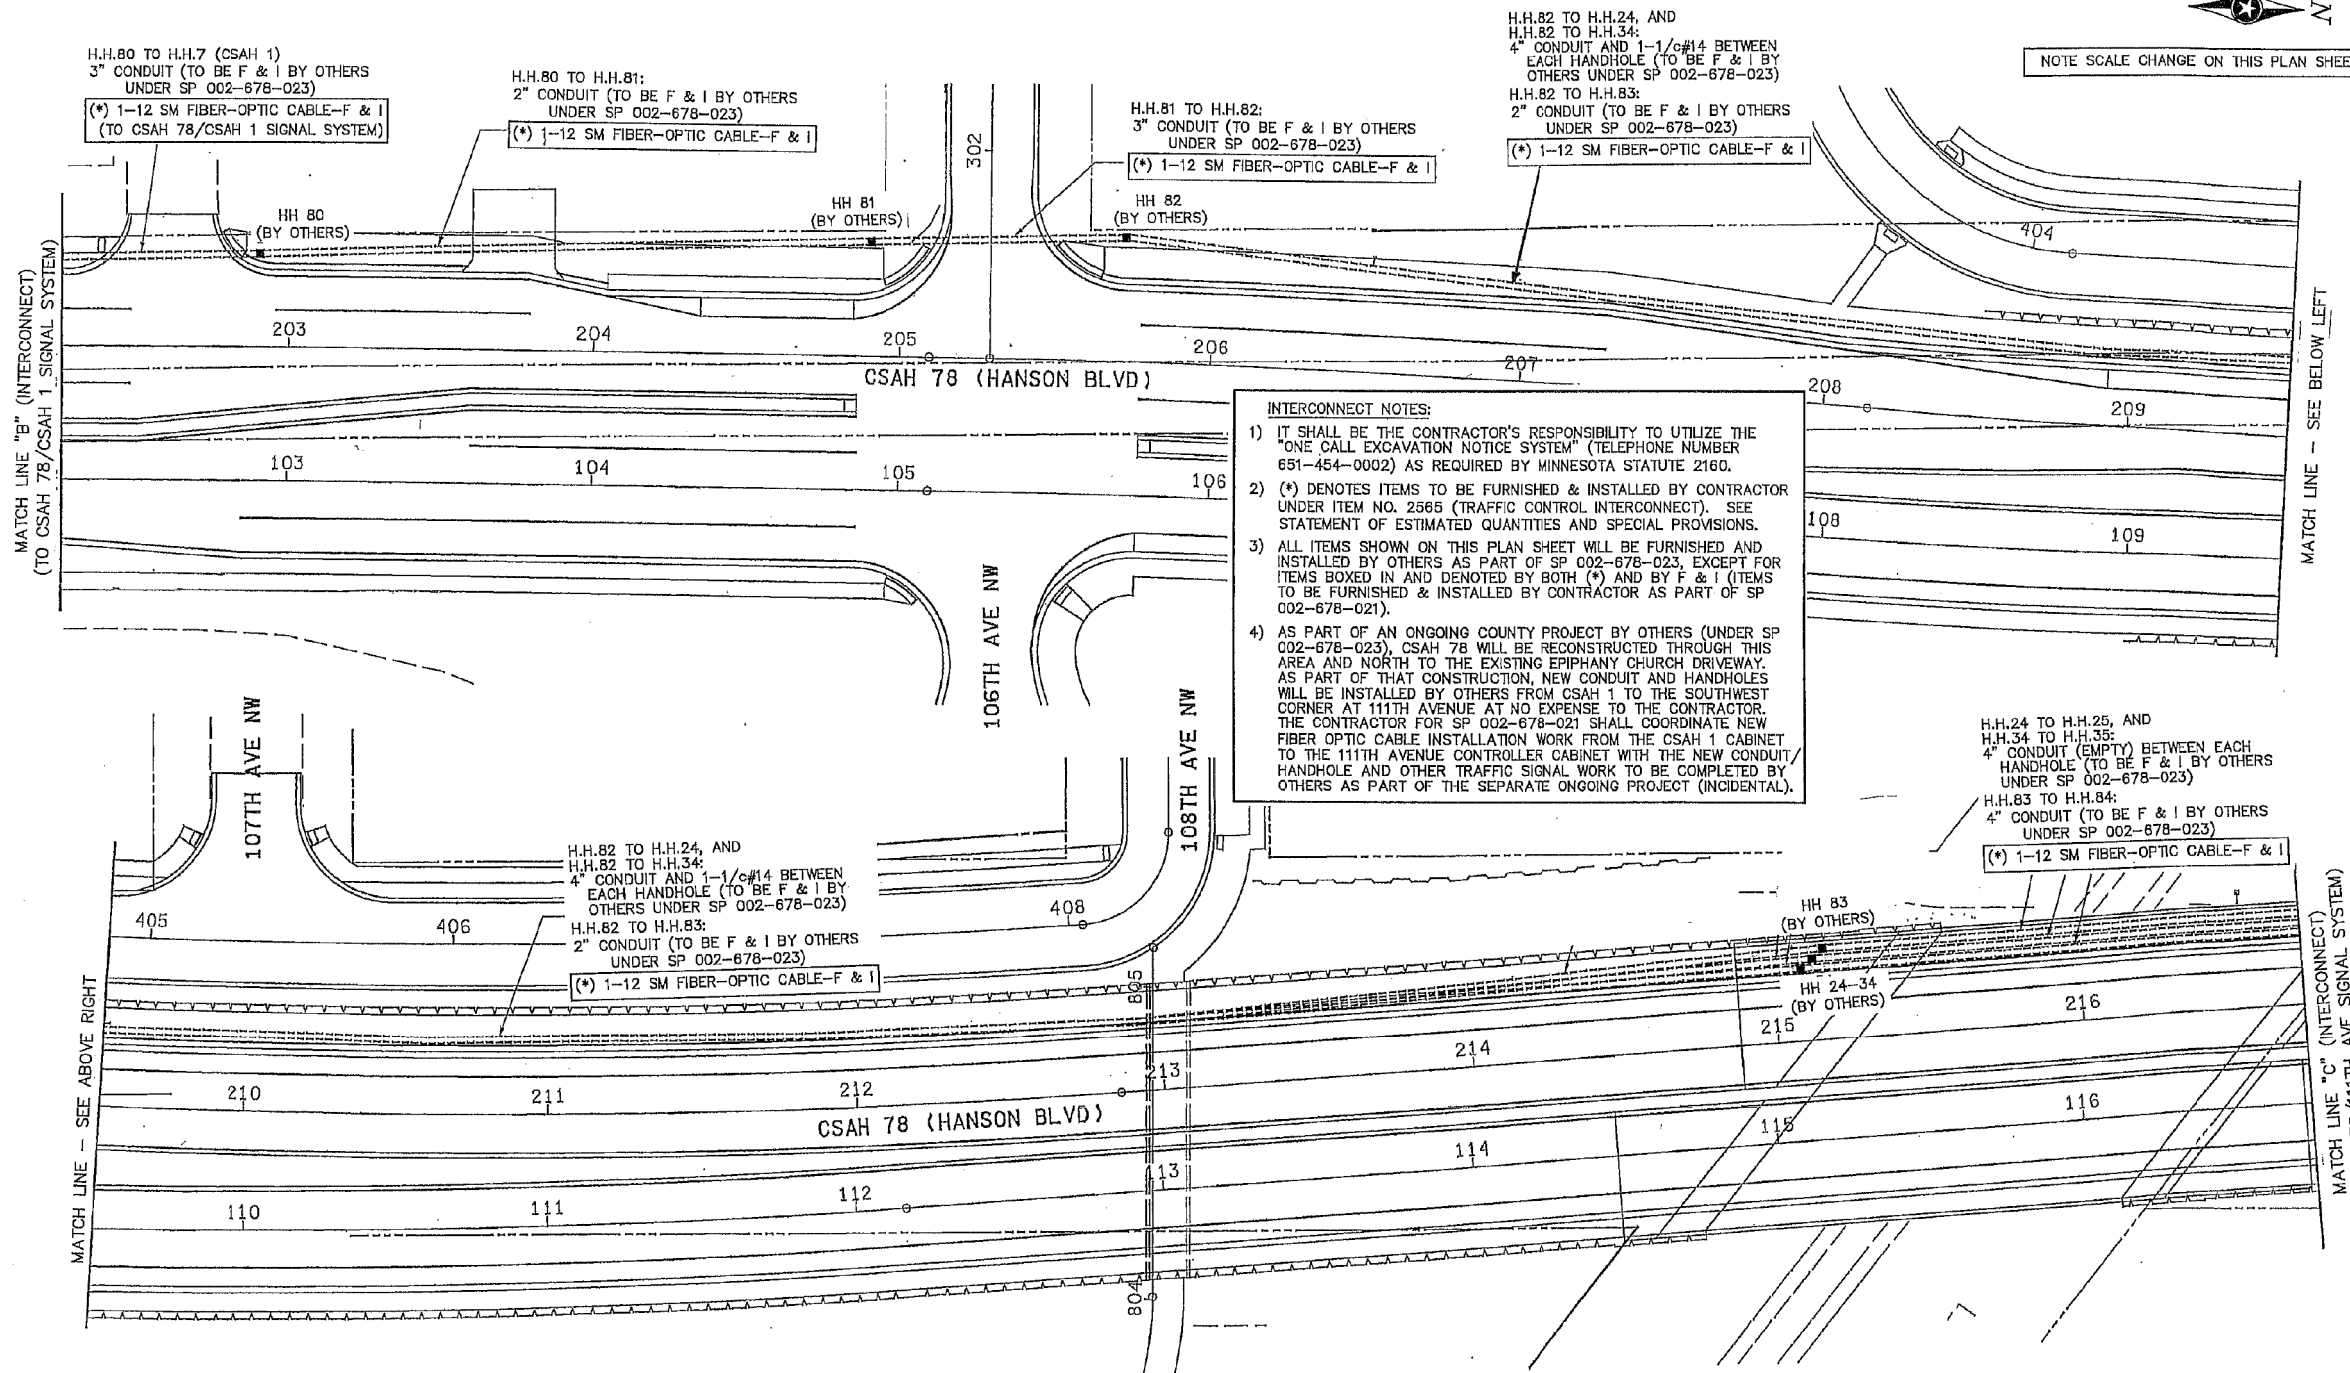 N
NOTE SCALE CHANGE ON THIS PLAN SHEE
H.H.80 TO H.H.7 (CSAH 1)
3" CONDUIT (TO BE F & I BY OTHERS
UNDER SP 002-678-023)
(*) 1-12 SM FIBER-OPTIC CABLE-F & I
(TO CSAH 78/CSAH 1 SIGNAL SYSTEM)
H.H.80 TO H.H.81:
2" CONDUIT (TO BE F & I BY OTHERS
UNDER SP 002-678-023)
(*) 1-12 SM FIBER-OPTIC CABLE-F & I
302
H.H.81 TO H.H.82:
3" CONDUIT (TO BE F & I BY OTHERS
UNDER SP 002-678-023)
(*) 1-12 SM FIBER-OPTIC CABLE-F & I
H.H.82 TO H.H.24, AND
H.H.82 TO H.H.34:
4" CONDUIT AND 1-1/c#14 BETWEEN
EACH HANDHOLE (TO BE F & I BY
OTHERS UNDER SP 002-678-023)
H.H.82 TO H.H.83:
2" CONDUIT (TO BE F & I BY OTHERS
UNDER SP 002-678-023)
(*) 1-12 SM FIBER-OPTIC CABLE-F & I
HH 80
(BY OTHERS)
HH 81
(BY OTHERS)
HH 82
(BY OTHERS)
404
MATCH LINE "B" (INTERCONNECT)
(TO CSAH 78/CSAH 1 SIGNAL SYSTEM)
203
204
205
206
207
208
209
CSAH 78 (HANSON BLVD)
103
104
105
106
108
109
MATCH LINE - SEE BELOW LEFT
106TH AVE NW
INTERCONNECT NOTES:
1) IT SHALL BE THE CONTRACTOR'S RESPONSIBILITY TO UTILIZE THE
"ONE CALL EXCAVATION NOTICE SYSTEM" (TELEPHONE NUMBER
651-454-0002) AS REQUIRED BY MINNESOTA STATUTE 216D.
2) (*) DENOTES ITEMS TO BE FURNISHED & INSTALLED BY CONTRACTOR
UNDER ITEM NO. 2565 (TRAFFIC CONTROL INTERCONNECT). SEE
STATEMENT OF ESTIMATED QUANTITIES AND SPECIAL PROVISIONS.
3) ALL ITEMS SHOWN ON THIS PLAN SHEET WILL BE FURNISHED AND
INSTALLED BY OTHERS AS PART OF SP 002-678-023, EXCEPT FOR
ITEMS BOXED IN AND DENOTED BY BOTH (*) AND BY F & I (ITEMS
TO BE FURNISHED & INSTALLED BY CONTRACTOR AS PART OF SP
002-678-021).
4) AS PART OF AN ONGOING COUNTY PROJECT BY OTHERS (UNDER SP
002-678-023), CSAH 78 WILL BE RECONSTRUCTED THROUGH THIS
AREA AND NORTH TO THE EXISTING EPIPHANY CHURCH DRIVEWAY.
AS PART OF THAT CONSTRUCTION, NEW CONDUIT AND HANDHOLES
WILL BE INSTALLED BY OTHERS FROM CSAH 1 TO THE SOUTHWEST
CORNER AT 111TH AVENUE AT NO EXPENSE TO THE CONTRACTOR.
THE CONTRACTOR FOR SP 002-678-021 SHALL COORDINATE NEW
FIBER OPTIC CABLE INSTALLATION WORK FROM THE CSAH 1 CABINET
TO THE 111TH AVENUE CONTROLLER CABINET WITH THE NEW CONDUIT/
HANDHOLE AND OTHER TRAFFIC SIGNAL WORK TO BE COMPLETED BY
OTHERS AS PART OF THE SEPARATE ONGOING PROJECT (INCIDENTAL).
107TH AVE NW
108TH AVE NW
H.H.82 TO H.H.24, AND
H.H.82 TO H.H.34:
4" CONDUIT AND 1-1/c#14 BETWEEN
EACH HANDHOLE (TO BE F & I BY
OTHERS UNDER SP 002-678-023)
H.H.82 TO H.H.83:
2" CONDUIT (TO BE F & I BY OTHERS
UNDER SP 002-678-023)
(*) 1-12 SM FIBER-OPTIC CABLE-F & I
H.H.24 TO H.H.25, AND
H.H.34 TO H.H.35:
4" CONDUIT (EMPTY) BETWEEN EACH
HANDHOLE (TO BE F & I BY OTHERS
UNDER SP 002-678-023)
H.H.83 TO H.H.84:
4" CONDUIT (TO BE F & I BY OTHERS
UNDER SP 002-678-023)
(*) 1-12 SM FIBER-OPTIC CABLE-F & I
405
406
408
HH 83
(BY OTHERS)
HH 24-34
(BY OTHERS)
MATCH LINE - SEE ABOVE RIGHT
805
210
211
212
213
214
215
216
CSAH 78 (HANSON BLVD)
110
111
112
113
114
115
116
804
MATCH LINE "C" (INTERCONNECT)
AVE SIGNAL SYSTEM)